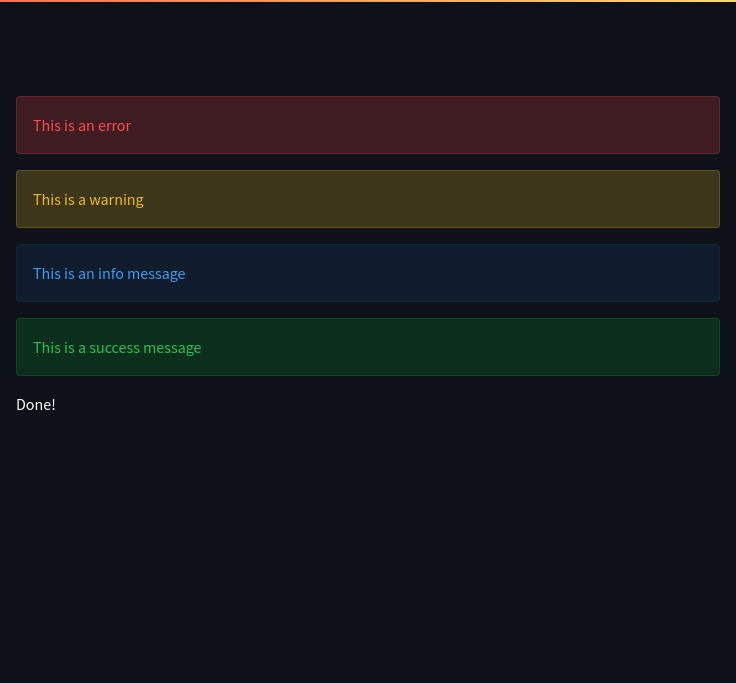 This is an error
This is a warning
This is an info message
This is a success message
Done!